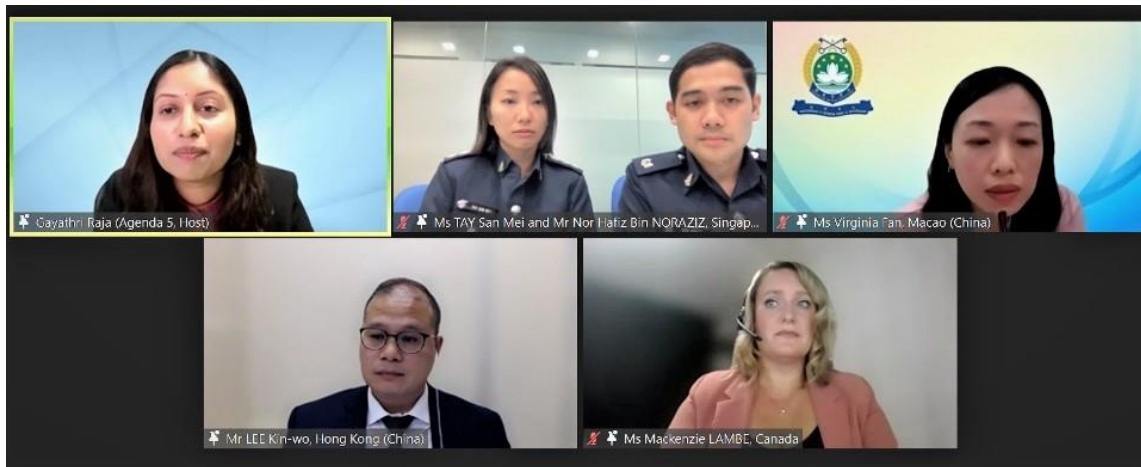 Gayathri Raja (Agenda 5, Host)
Ms TAY San Mei and Mr Nor Hafiz Bin NORAZIZ, Singap...
Ms Virginia Fan, Macao (China)
Mr LEE Kin-wo, Hong Kong (China)
Ms Mackenzie LAMBE, Canada